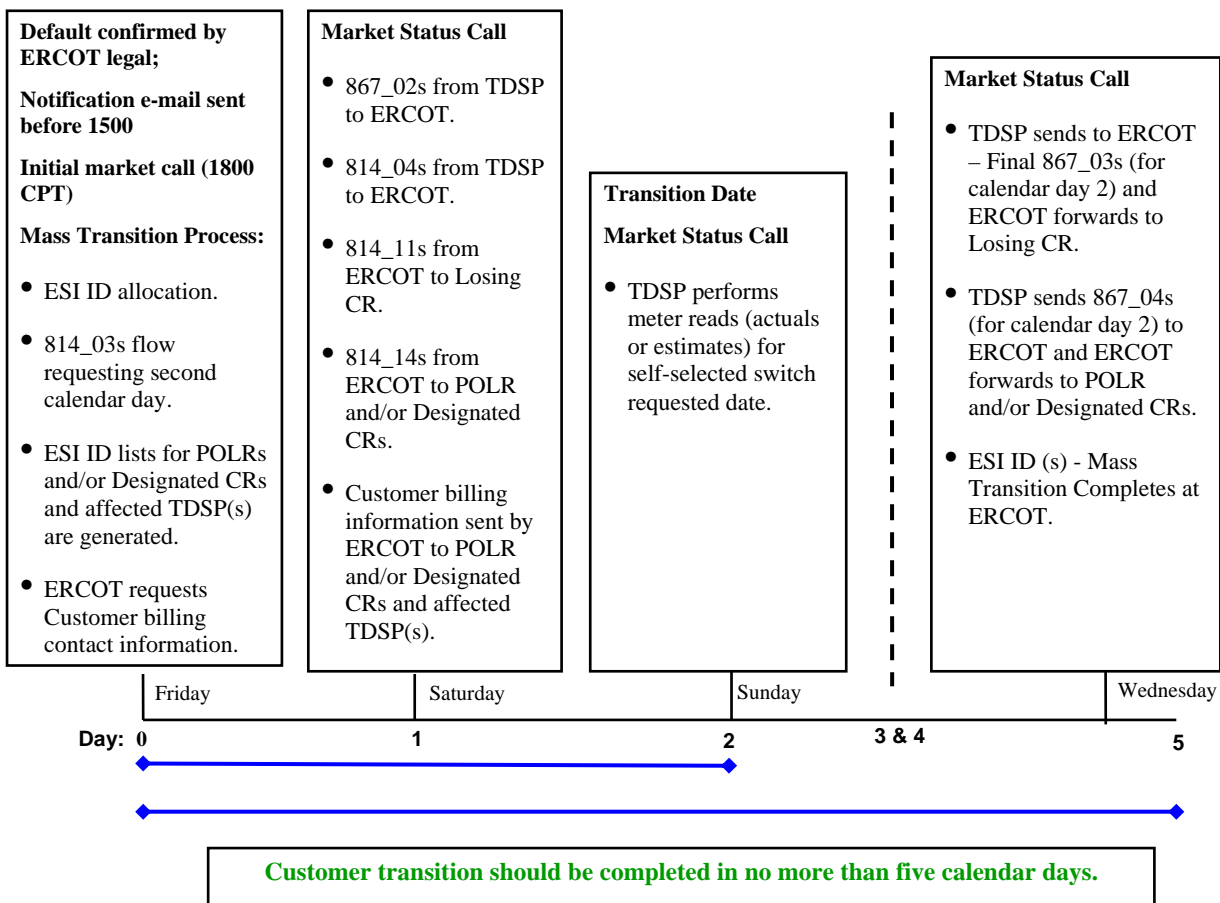 Default confirmed by
ERCOT legal;
Notification e-mail sent
before 1500
Initial market call (1800
CPT)
Mass Transition Process:
• ESI ID allocation.
• 814_03s flow
requesting second
calendar day.
• ESI ID lists for POLRs
and/or Designated CRs
and affected TDSP(s)
are generated.
• ERCOT requests
Customer billing
contact information.
Market Status Call
• 867_02s from TDSP
to ERCOT.
• 814_04s from TDSP
to ERCOT.
• 814_11s from
ERCOT to Losing
CR.
• 814_14s from
ERCOT to POLR
and/or Designated
CRs.
• Customer billing
information sent by
ERCOT to POLR
and/or Designated
CRs and affected
TDSP(s).
Transition Date
Market Status Call
• TDSP performs
meter reads (actuals
or estimates) for
self-selected switch
requested date.
Market Status Call
• TDSP sends to ERCOT
– Final 867_03s (for
calendar day 2) and
ERCOT forwards to
Losing CR.
• TDSP sends 867_04s
(for calendar day 2) to
ERCOT and ERCOT
forwards to POLR
and/or Designated CRs.
• ESI ID (s) - Mass
Transition Completes at
ERCOT.
Friday
Saturday
Sunday
Wednesday
Day: 0 1 2 3 & 4 5
Customer transition should be completed in no more than five calendar days.